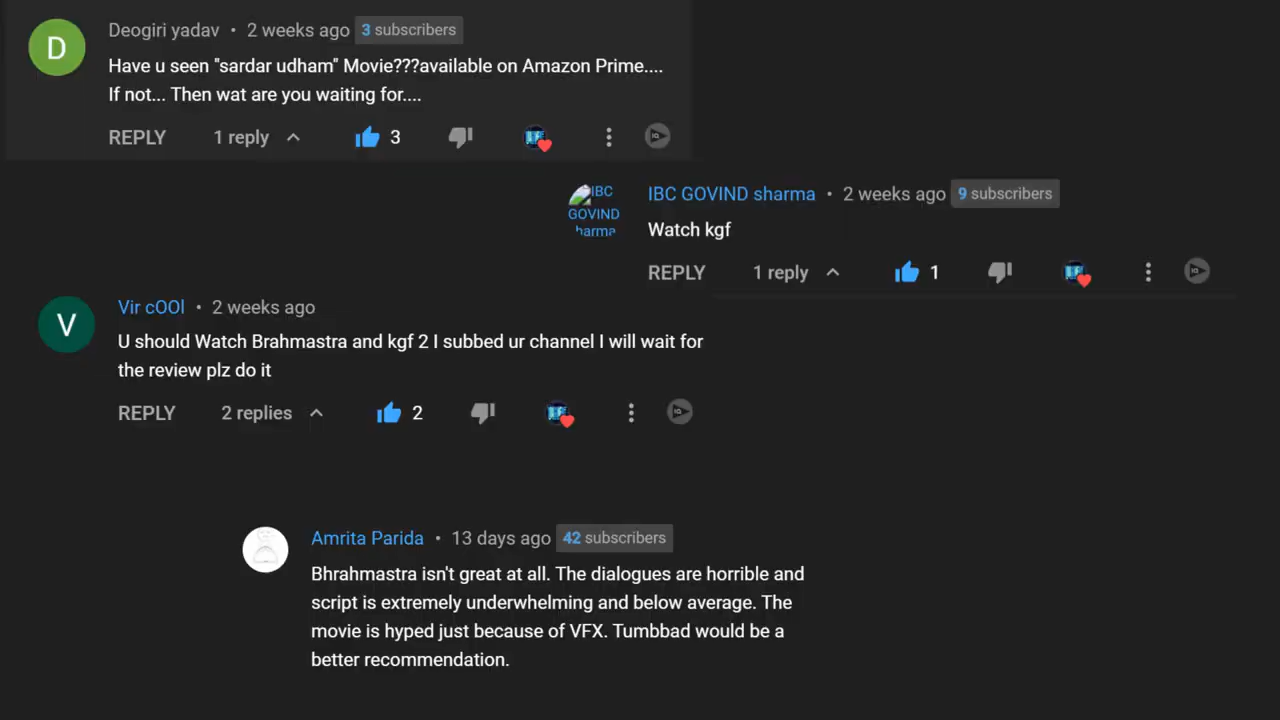 D
Deogiri yadav • 2 weeks ago 3 subscribers
Have u seen "sardar udham" Movie???available on Amazon Prime....
If not... Then wat are you waiting for....
REPLY 1 reply 3
IBC
GOVIND
harma
IBC GOVIND sharma • 2 weeks ago 9 subscribers
Watch kgf
REPLY 1 reply 1
V
Vir cOOl • 2 weeks ago
U should Watch Brahmastra and kgf 2 I subbed ur channel I will wait for
the review plz do it
REPLY 2 replies 2
Amrita Parida • 13 days ago 42 subscribers
Bhrahmastra isn't great at all. The dialogues are horrible and
script is extremely underwhelming and below average. The
movie is hyped just because of VFX. Tumbbad would be a
better recommendation.